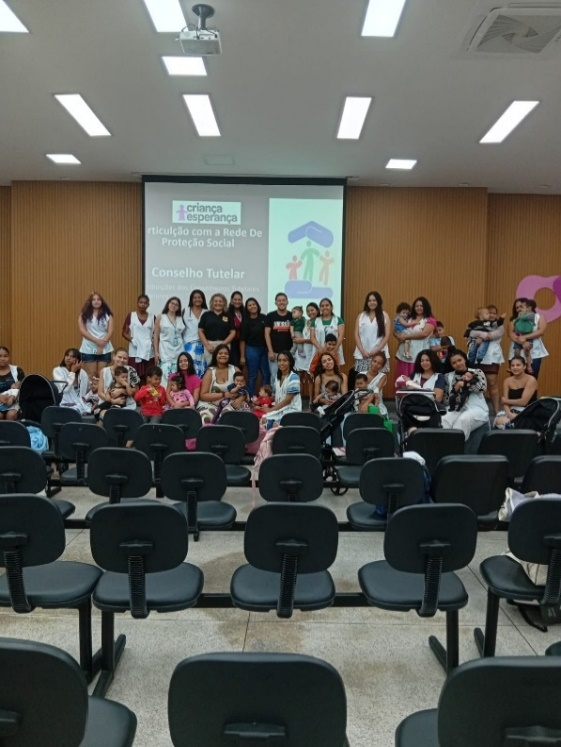 criança
esperança
rticulção com a Rede De
Proteção Social
Conselho Tutelar